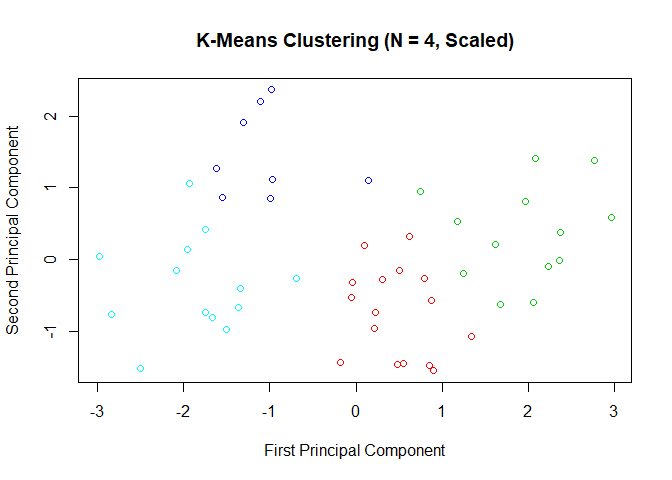 K-Means Clustering (N = 4, Scaled)
Second Principal Component
2
1
0
-1
-3 -2 -1 0 1 2 3
First Principal Component